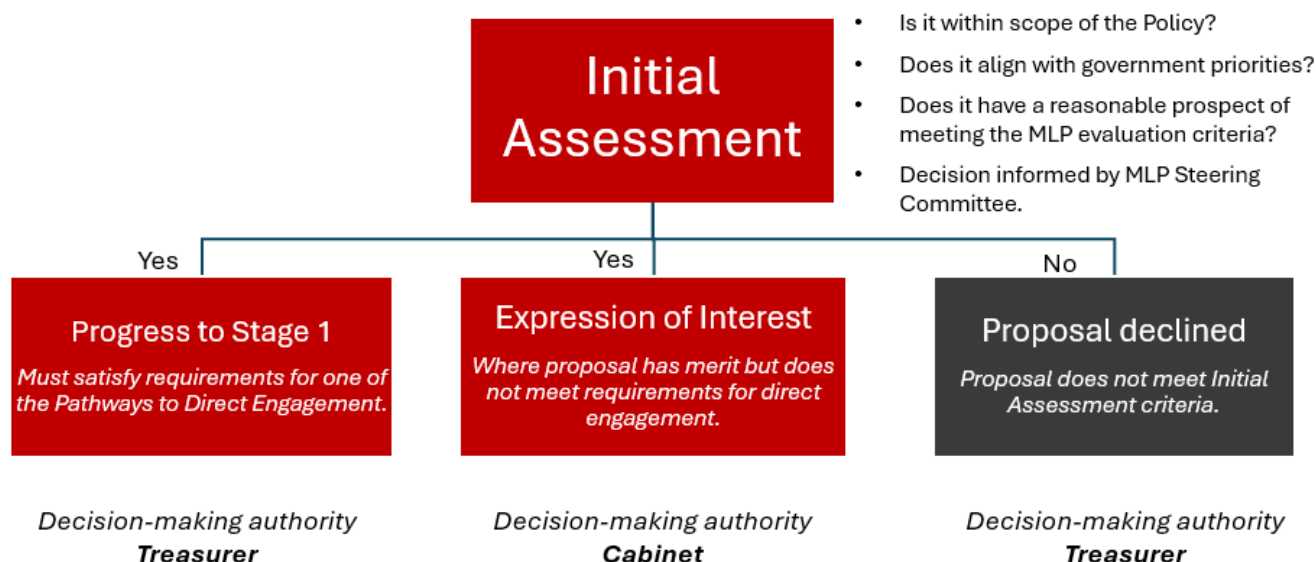 Initial
Assessment
• Is it within scope of the Policy?
• Does it align with government priorities?
• Does it have a reasonable prospect of
meeting the MLP evaluation criteria?
• Decision informed by MLP Steering
Committee.
Yes
Yes
No
Progress to Stage 1
Must satisfy requirements for one of
the Pathways to Direct Engagement.
Expression of Interest
Where proposal has merit but does
not meet requirements for direct
engagement.
Proposal declined
Proposal does not meet Initial
Assessment criteria.
Decision-making authority
Treasurer
Decision-making authority
Cabinet
Decision-making authority
Treasurer